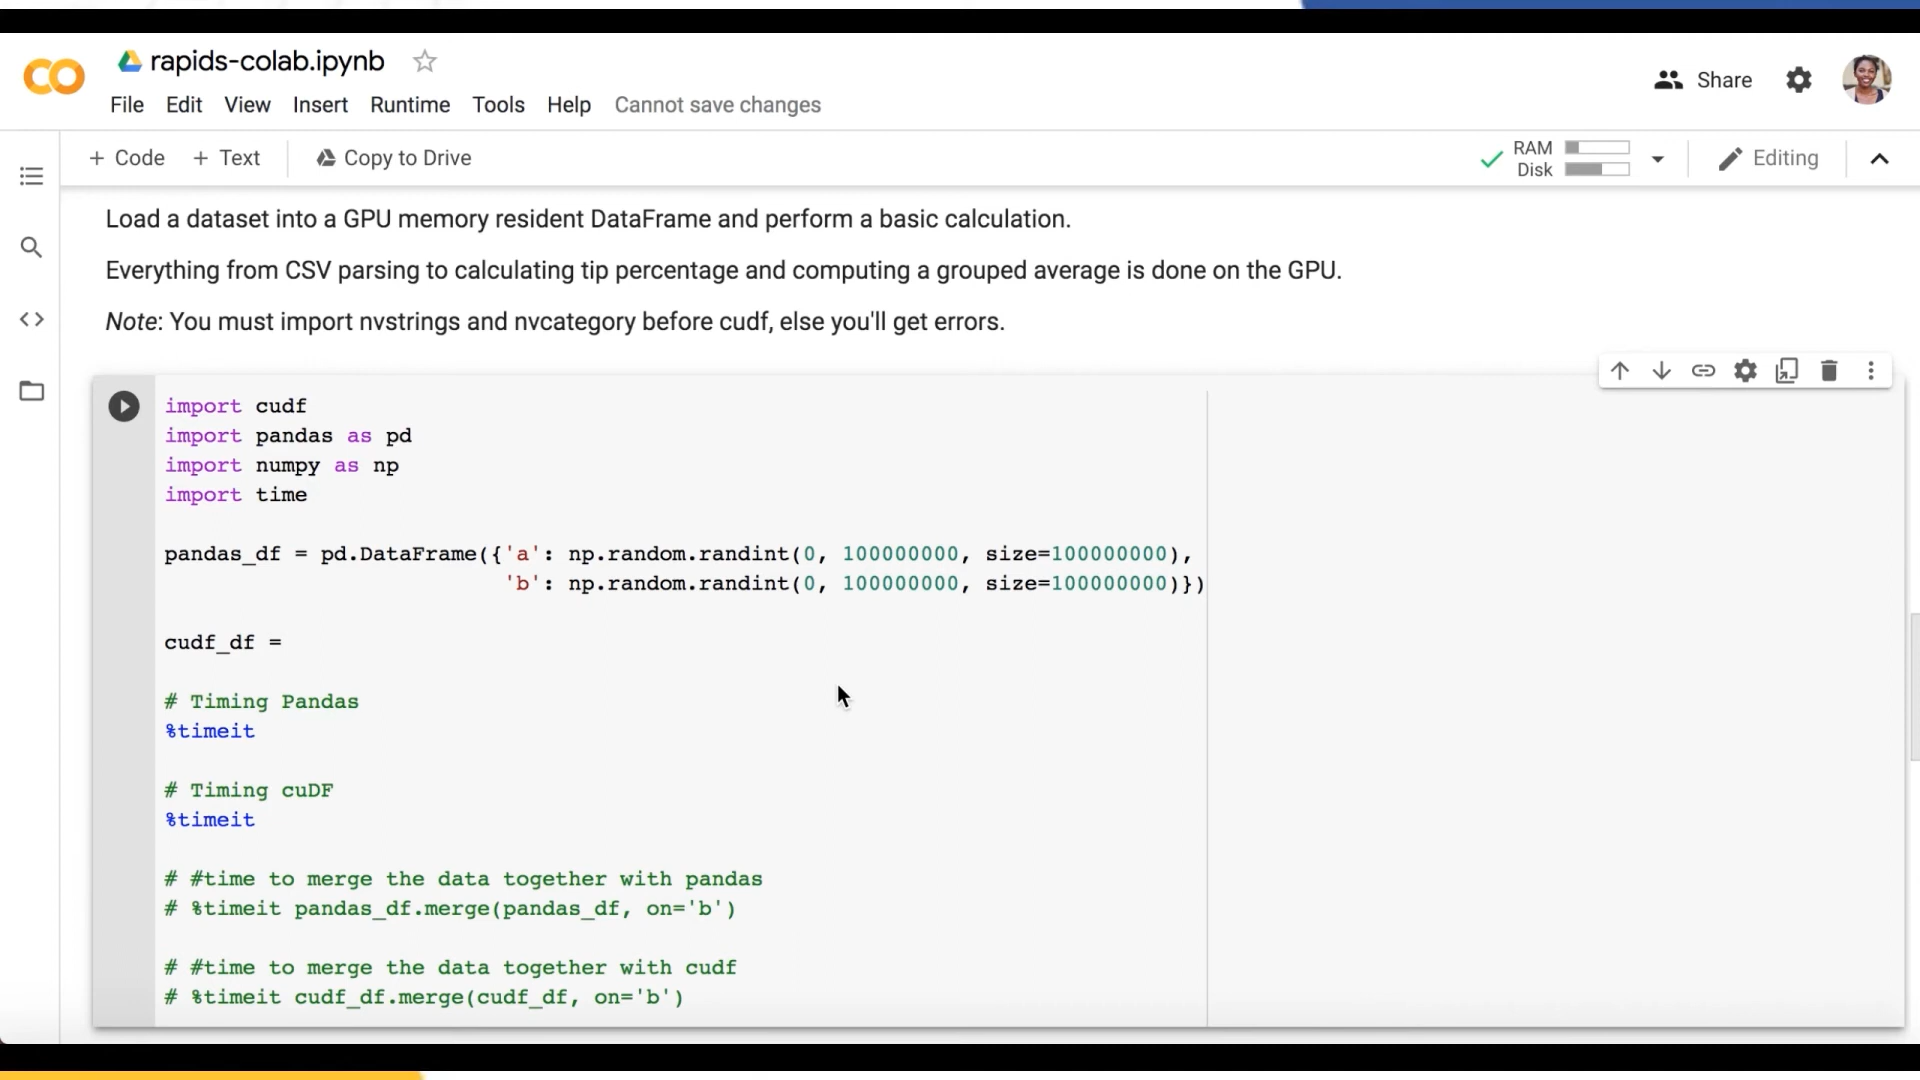 rapids-colab.ipynb
File Edit View Insert Runtime Tools Help Cannot save changes
Share
+ Code + Text Copy to Drive
RAM
Disk
Editing
Load a dataset into a GPU memory resident DataFrame and perform a basic calculation.
Everything from CSV parsing to calculating tip percentage and computing a grouped average is done on the GPU.
Note: You must import nvstrings and nvcategory before cudf, else you'll get errors.
import cudf
import pandas as pd
import numpy as np
import time
pandas_df = pd.DataFrame({'a': np.random.randint(0, 100000000, size=100000000),
'b': np.random.randint(0, 100000000, size=100000000)})
cudf_df =
# Timing Pandas
%timeit
# Timing cuDF
%timeit
# #time to merge the data together with pandas
# %timeit pandas_df.merge(pandas_df, on='b')
# #time to merge the data together with cudf
# %timeit cudf_df.merge(cudf_df, on='b')